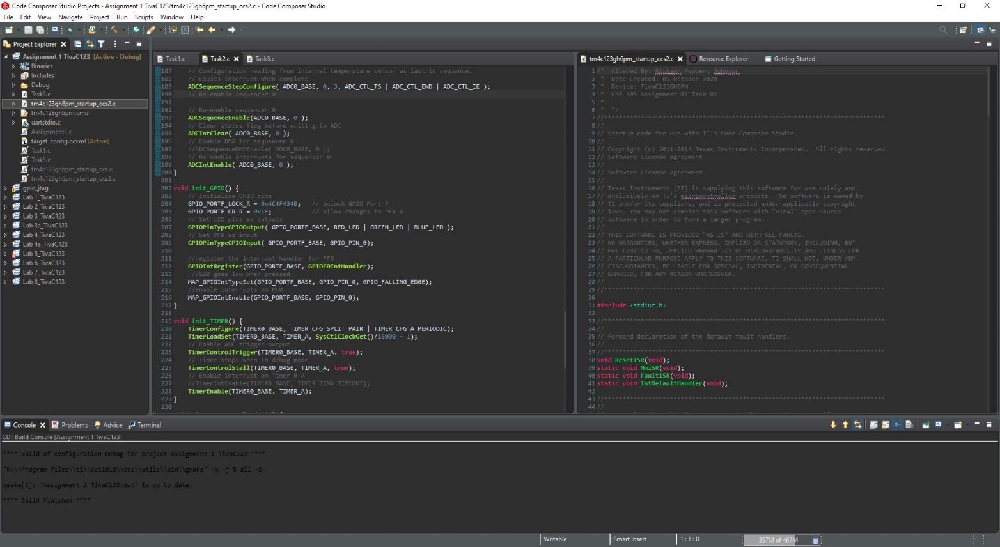 Code Composer Studio Projects - Assignment 1 TivaC123/tm4c123gh6pm_startup_ccs2.c - Code Composer Studio
File Edit View Navigate Project Run Scripts Window Help
Project Explorer
Assignment 1 TivaC123 [Active - Debug]
Binaries
Includes
Debug
Task2.c
tm4c123gh6pm_startup_ccs2.c
tm4c123gh6pm.cmd
uartstdio.c
Assignment1.c
target_config.ccxml [Active]
Task1.c
Task3.c
tm4c123gh6pm_startup_ccs.c
tm4c123gh6pm_startup_ccs3.c
gpio_jtag
Lab 1_TivaC123
Lab 2_TivaC123
Lab 3_TivaC123
Lab 3a_TivaC123
Lab 4_TivaC123
Lab 4a_TivaC123
Lab 5_TivaC123
Lab 6_TivaC123
Lab 7_TivaC123
Lab 8_TivaC123
Task1.c Task2.c Task3.c
187 // Configuration reading from internal temperature sensor as last in sequence.
188 // Causes interrupt when complete
189 ADCSequenceStepConfigure( ADC0_BASE, 0, 3, ADC_CTL_TS | ADC_CTL_END | ADC_CTL_IE );
190 // Re-enable sequencer 0
191
192 // Re-enable sequencer 0
193 ADCSequenceEnable(ADC0_BASE, 0 );
194 // Clear status flag before writing to ADC
195 ADCIntClear( ADC0_BASE, 0 );
196 // Enable DMA for sequencer 0
197 //ADCSequenceDMAEnable( ADC0_BASE, 0 );
198 // Re-enable interrupts for sequencer 0
199 ADCIntEnable( ADC0_BASE, 0 );
200 }
201
202 void init_GPIO() {
203 // Initialize GPIO pins
204 GPIO_PORTF_LOCK_R = 0x4C4F434B; // unlock GPIO Port F
205 GPIO_PORTF_CR_R = 0x1F; // allow changes to PF4-0
206 // Set LED pins as outputs
207 GPIOPinTypeGPIOOutput( GPIO_PORTF_BASE, RED_LED | GREEN_LED | BLUE_LED );
208 // Set PF0 as input
209 GPIOPinTypeGPIOInput( GPIO_PORTF_BASE, GPIO_PIN_0);
210
211 //register the interrupt handler for PF0
212 GPIOIntRegister(GPIO_PORTF_BASE, GPIOF0IntHandler);
213 //SW2 goes low when pressed
214 MAP_GPIOIntTypeSet(GPIO_PORTF_BASE, GPIO_PIN_0, GPIO_FALLING_EDGE);
215 //enable interrupts on PF0
216 MAP_GPIOIntEnable(GPIO_PORTF_BASE, GPIO_PIN_0);
217 }
218
219 void init_TIMER() {
220 TimerConfigure(TIMER0_BASE, TIMER_CFG_SPLIT_PAIR | TIMER_CFG_A_PERIODIC);
221 TimerLoadSet(TIMER0_BASE, TIMER_A, SysCtlClockGet()/16000 - 1);
222 // Enable ADC trigger output
223 TimerControlTrigger(TIMER0_BASE, TIMER_A, true);
224 // Timer stops when in debug mode
225 TimerControlStall(TIMER0_BASE, TIMER_A, true);
226 // Enable interrupt on Timer 0 A
227 //TimerIntEnable(TIMER0_BASE, TIMER_TIMA_TIMEOUT);
228 TimerEnable(TIMER0_BASE, TIMER_A);
229 }
230
tm4c123gh6pm_startup_ccs2.c Resource Explorer Getting Started
1 /* Altered By: Rishawn Peppers Johnson
2 * Date Created: 01 October 2020
3 * Device: TivaC123GH6PM
4 * CpE 403 Assignment 01 Task 02
5 *
6 * */
7 //*****************************************************************************
8 //
9 // Startup code for use with TI's Code Composer Studio.
10 //
11 // Copyright (c) 2011-2014 Texas Instruments Incorporated. All rights reserved.
12 // Software License Agreement
13 //
14 // Software License Agreement
15 //
16 // Texas Instruments (TI) is supplying this software for use solely and
17 // exclusively on TI's microcontroller products. The software is owned by
18 // TI and/or its suppliers, and is protected under applicable copyright
19 // laws. You may not combine this software with "viral" open-source
20 // software in order to form a larger program.
21 //
22 // THIS SOFTWARE IS PROVIDED "AS IS" AND WITH ALL FAULTS.
23 // NO WARRANTIES, WHETHER EXPRESS, IMPLIED OR STATUTORY, INCLUDING, BUT
24 // NOT LIMITED TO, IMPLIED WARRANTIES OF MERCHANTABILITY AND FITNESS FOR
25 // A PARTICULAR PURPOSE APPLY TO THIS SOFTWARE. TI SHALL NOT, UNDER ANY
26 // CIRCUMSTANCES, BE LIABLE FOR SPECIAL, INCIDENTAL, OR CONSEQUENTIAL
27 // DAMAGES, FOR ANY REASON WHATSOEVER.
28 //
29 //*****************************************************************************
30
31 #include <stdint.h>
32
33 //*****************************************************************************
34 //
35 // Forward declaration of the default fault handlers.
36 //
37 //*****************************************************************************
38 void ResetISR(void);
39 static void NmiSR(void);
40 static void FaultISR(void);
41 static void IntDefaultHandler(void);
42
43 //*****************************************************************************
44 //
Console Problems Advice Terminal
CDT Build Console [Assignment 1 TivaC123]
**** Build of configuration Debug for project Assignment 1 TivaC123 ****
"W:\\Program Files\\ti\\ccs1010\\ccs\\utils\\bin\\gmake" -k -j 8 all -O
gmake[1]: 'Assignment 1 TivaC123.out' is up to date.
**** Build Finished ****
Writable Smart Insert 1 : 1 : 0 357M of 467M